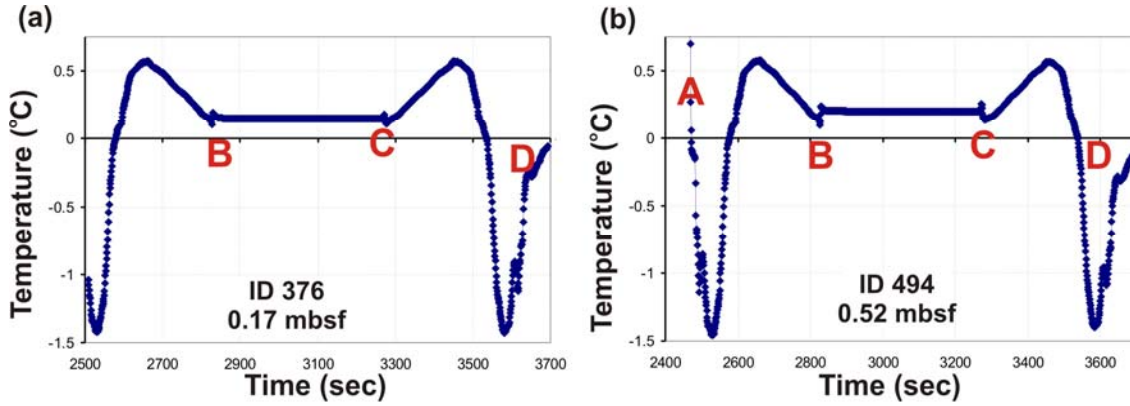 (a)
Temperature (°C)
0.5
0
-0.5
-1
-1.5
B
C
D
ID 376
0.17 mbsf
2500 2700 2900 3100 3300 3500 3700
Time (sec)
(b)
Temperature (°C)
0.5
0
-0.5
-1
-1.5
A
B
C
D
ID 494
0.52 mbsf
2400 2600 2800 3000 3200 3400 3600
Time (sec)